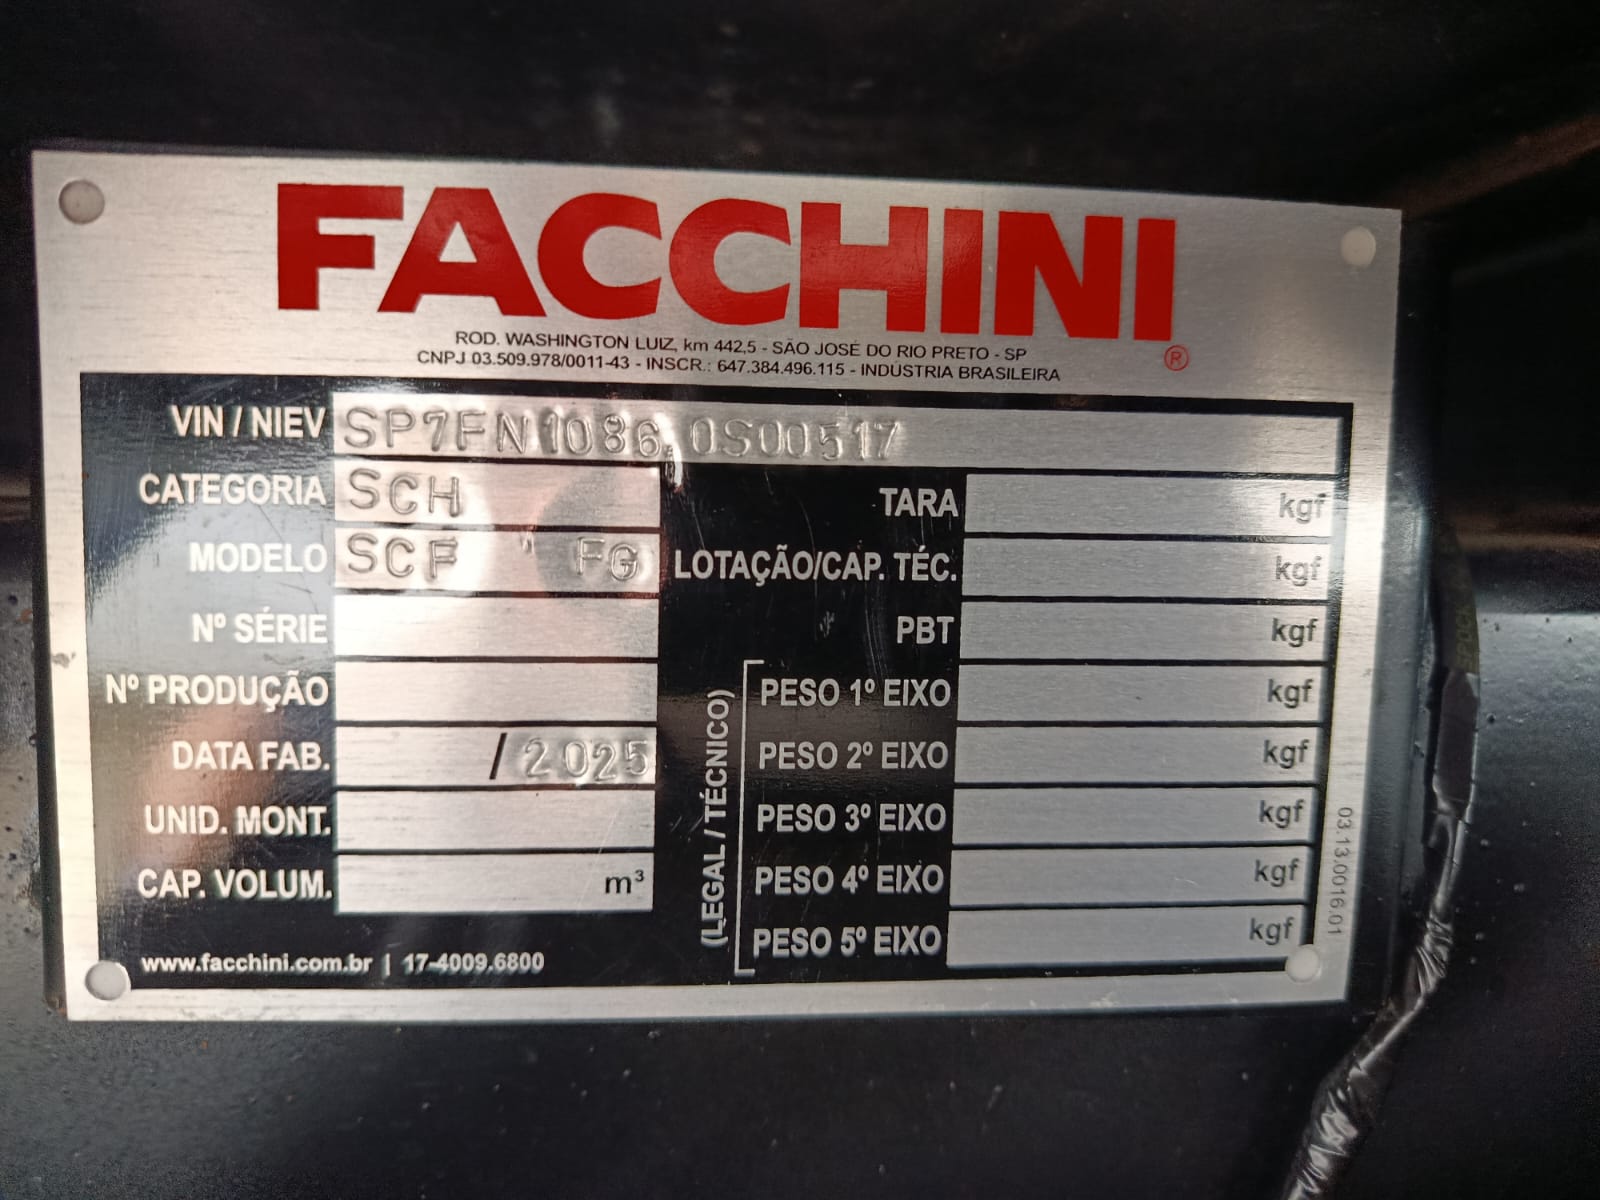 FACCHINI ®
ROD. WASHINGTON LUIZ, km 442,5 - SÃO JOSÉ DO RIO PRETO - SP
CNPJ 03.509.978/0011-43 - INSCR.: 647.384.496.115 - INDÚSTRIA BRASILEIRA
VIN / NIEV SP7FN1086 0S00517
CATEGORIA SCH
MODELO SCF FG
Nº SÉRIE
Nº PRODUÇÃO
DATA FAB. / 2025
UNID. MONT.
CAP. VOLUM. m³
www.facchini.com.br | 17-4009.6800
TARA kgf
LOTAÇÃO/CAP. TÉC. kgf
PBT kgf
(LEGAL / TÉCNICO)
PESO 1º EIXO kgf
PESO 2º EIXO kgf
PESO 3º EIXO kgf
PESO 4º EIXO kgf
PESO 5º EIXO kgf
03.13.0016.01